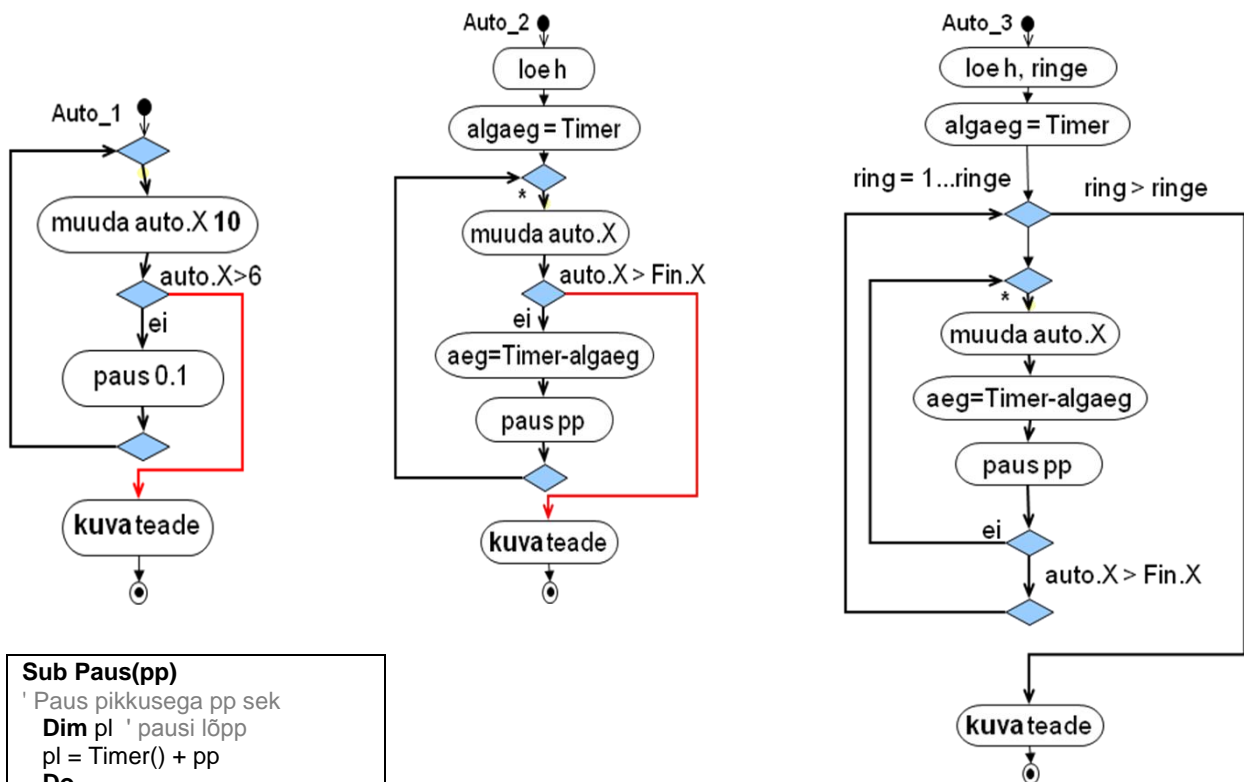 Auto_1
muuda auto.X 10
auto.X>6
ei
paus 0.1
kuva teade
Auto_2
loe h
algaeg = Timer
*
muuda auto.X
auto.X > Fin.X
ei
aeg=Timer-algaeg
paus pp
kuva teade
Auto_3
loe h, ringe
algaeg = Timer
ring = 1...ringe
ring > ringe
*
muuda auto.X
aeg=Timer-algaeg
paus pp
ei
auto.X > Fin.X
kuva teade
Sub Paus(pp)
' Paus pikkusega pp sek
Dim pl ' pausi lõpp
pl = Timer() + pp
Do